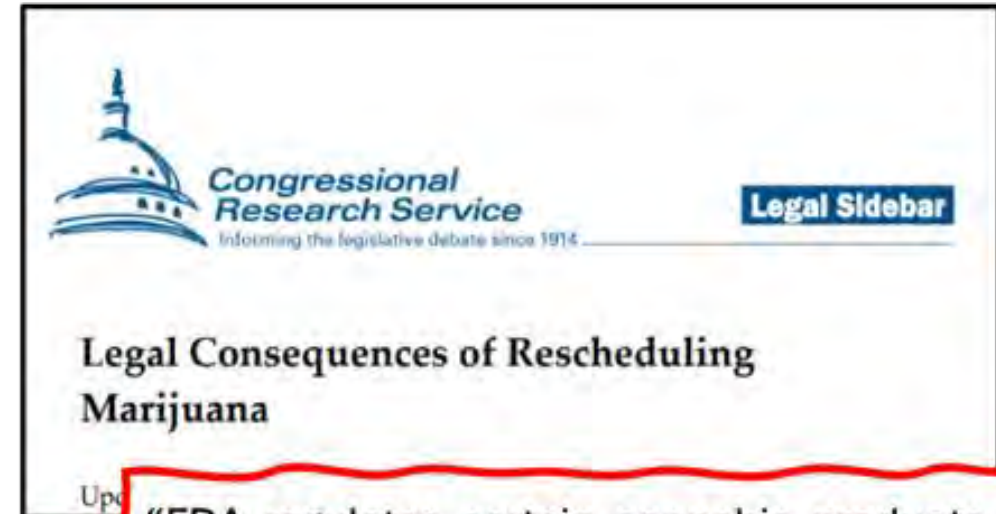 Congressional
Research Service
Informing the legislative debate since 1914
Legal Sidebar
Legal Consequences of Rescheduling
Marijuana